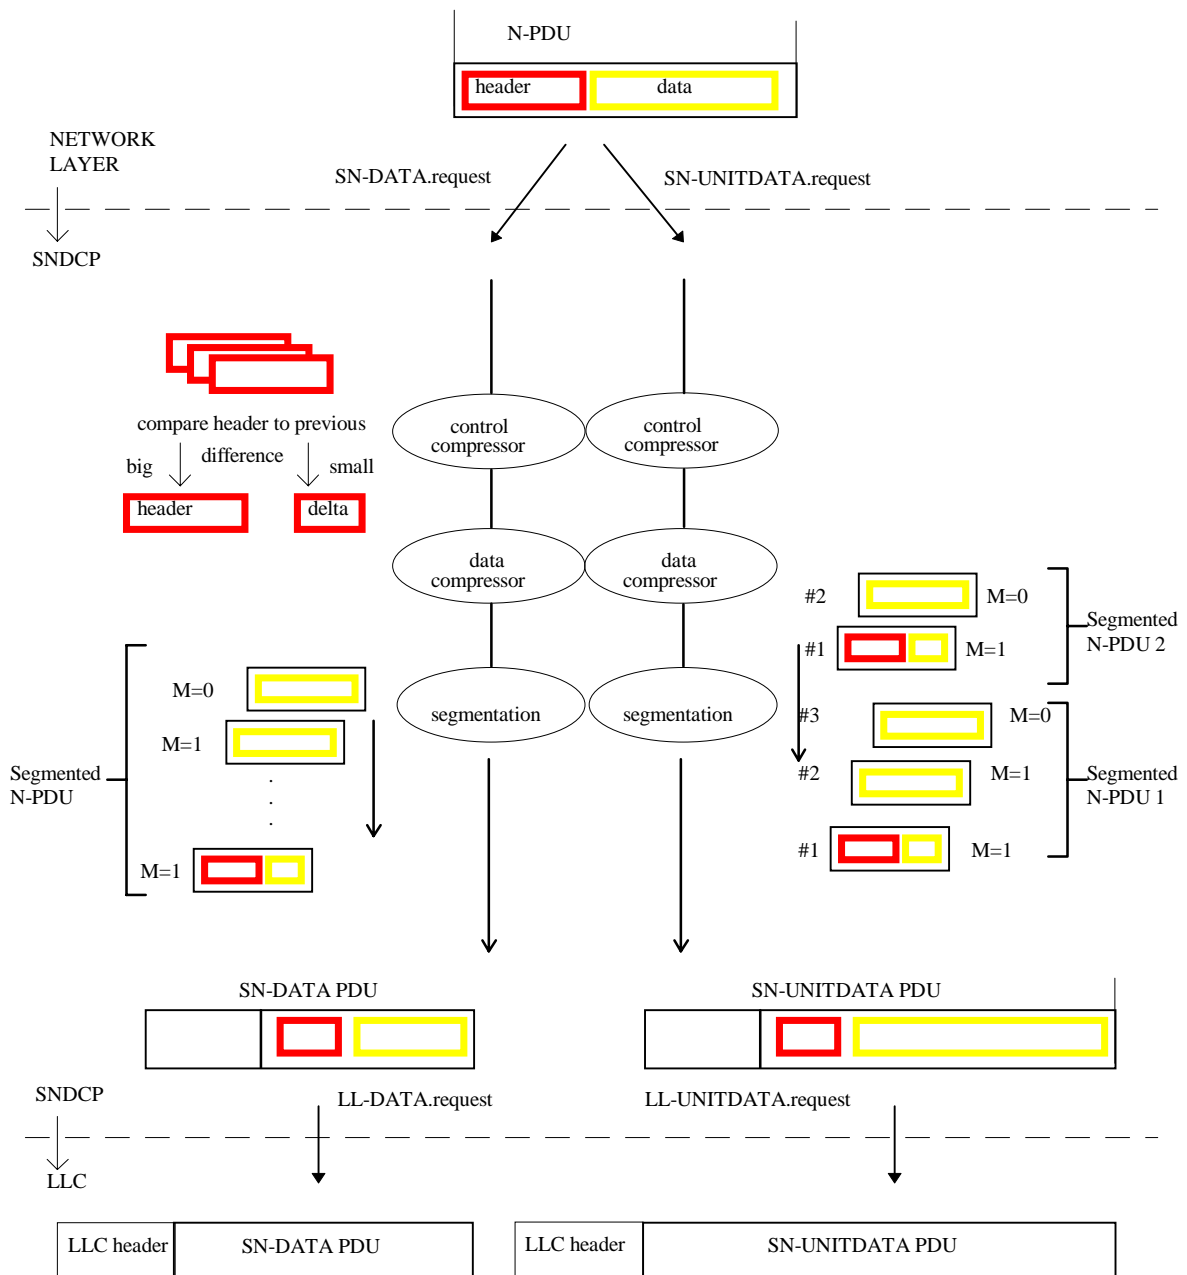 N-PDU
header
data
NETWORK
LAYER
SN-DATA.request
SN-UNITDATA.request
SNDCP
compare header to previous
difference
big
small
header
delta
control
compressor
control
compressor
data
compressor
data
compressor
segmentation
segmentation
#2
M=0
#1
M=1
Segmented
N-PDU 2
#3
M=0
#2
M=1
#1
M=1
Segmented
N-PDU 1
M=0
M=1
.
.
.
M=1
Segmented
N-PDU
SN-DATA PDU
SN-UNITDATA PDU
SNDCP
LL-DATA.request
LL-UNITDATA.request
LLC
LLC header
SN-DATA PDU
LLC header
SN-UNITDATA PDU